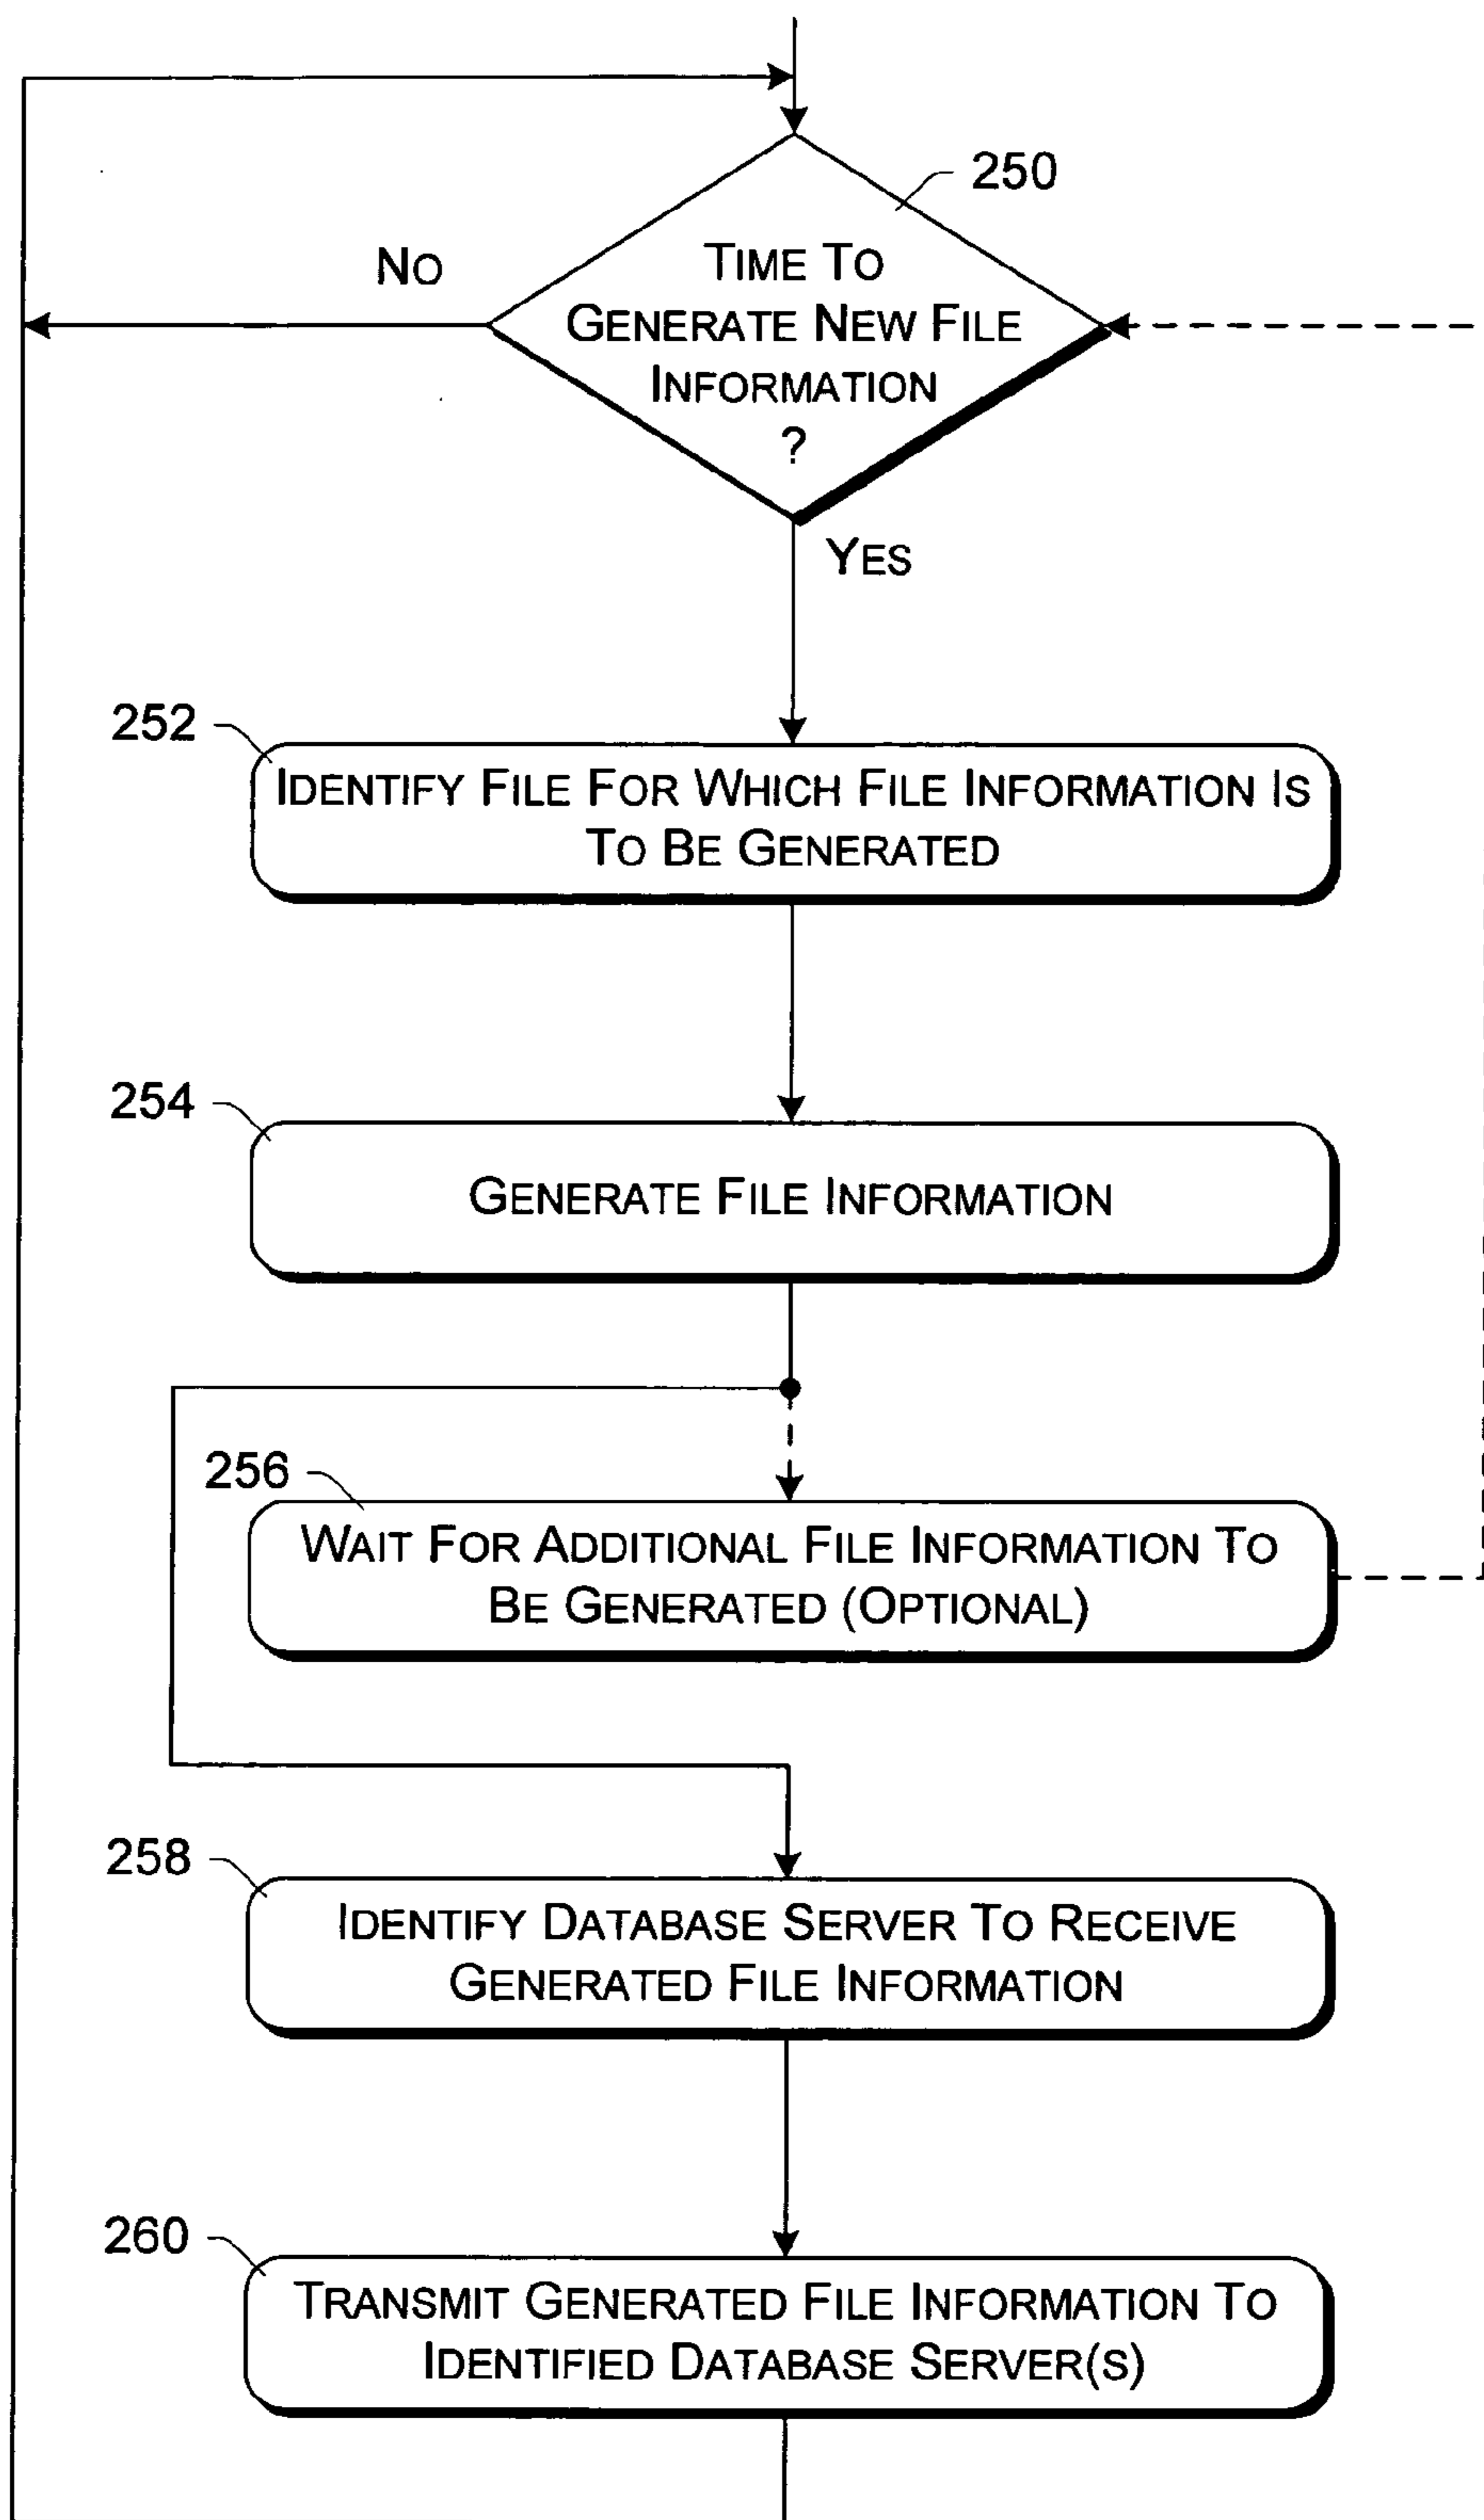 250
NO
TIME TO
GENERATE NEW FILE
INFORMATION
?
YES
252
IDENTIFY FILE FOR WHICH FILE INFORMATION IS
TO BE GENERATED
254
GENERATE FILE INFORMATION
256
WAIT FOR ADDITIONAL FILE INFORMATION TO
BE GENERATED (OPTIONAL)
258
IDENTIFY DATABASE SERVER TO RECEIVE
GENERATED FILE INFORMATION
260
TRANSMIT GENERATED FILE INFORMATION TO
IDENTIFIED DATABASE SERVER(S)